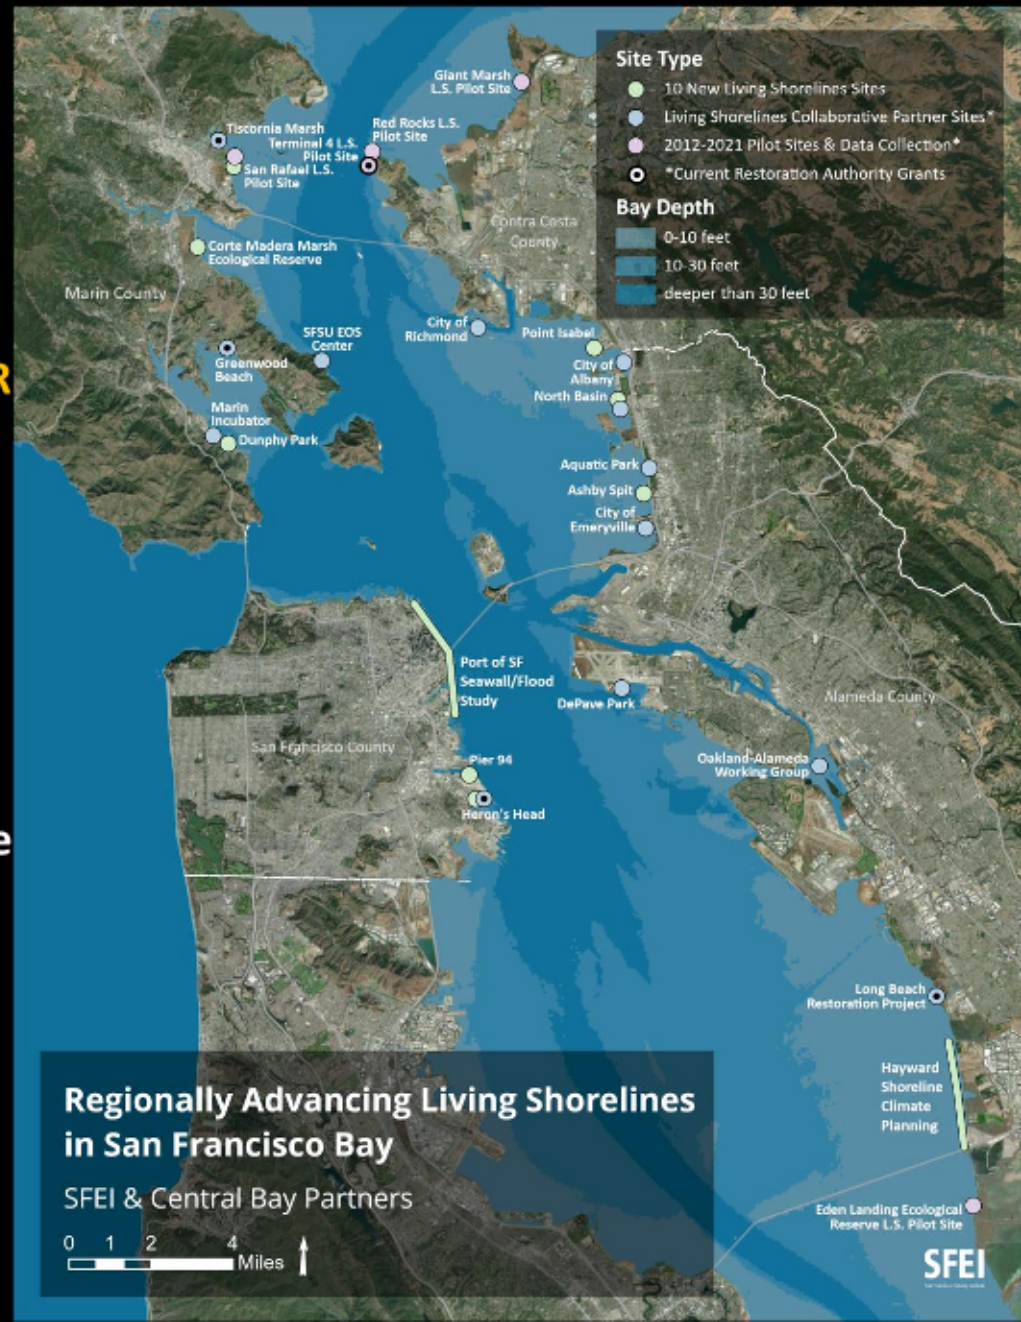 Site Type
10 New Living Shorelines Sites
Living Shorelines Collaborative Partner Sites*
2012-2021 Pilot Sites & Data Collection*
*Current Restoration Authority Grants
Bay Depth
0-10 feet
10-30 feet
deeper than 30 feet
Giant Marsh
L.S. Pilot Site
Red Rocks L.S.
Pilot Site
Tiscornia Marsh
Terminal 4 L.S.
Pilot Site
San Rafael L.S.
Pilot Site
Contra Costa
County
Corte Madera Marsh
Ecological Reserve
Marin County
City of
Richmond
Point Isabel
SFSU EOS
Center
Greenwood
Beach
City of
Albany
R
North Basin
Marin
Incubator
Dunphy Park
Aquatic Park
Ashby Spit
City of
Emeryville
Port of SF
Seawall/Flood
Study
DePave Park
Alameda County
San Francisco County
Pier 94
Oakland-Alameda
Working Group
Heron's Head
e
Long Beach
Restoration Project
Hayward
Shoreline
Climate
Planning
Eden Landing Ecological
Reserve L.S. Pilot Site
Regionally Advancing Living Shorelines
in San Francisco Bay
SFEI & Central Bay Partners
0 1 2 4
Miles
SFEI